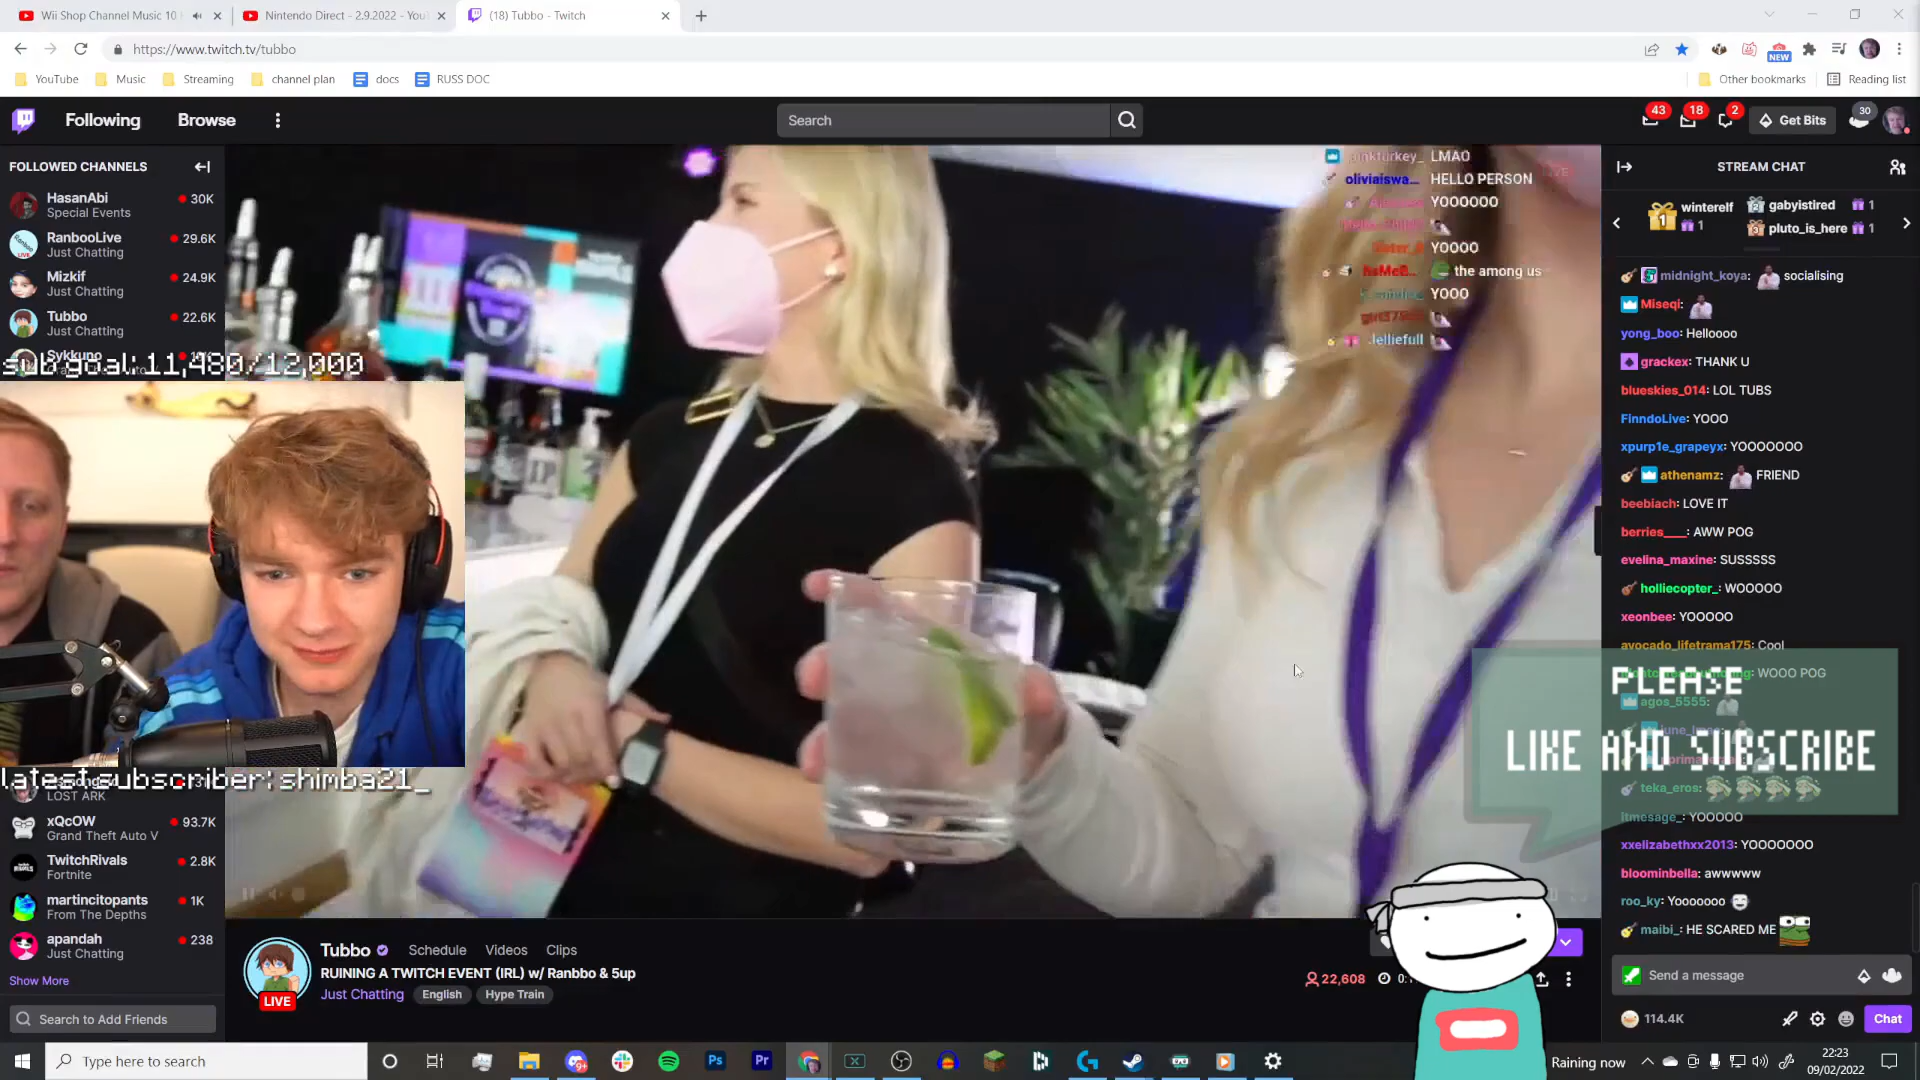 Wii Shop Channel Music 10
Nintendo Direct - 2.9.2022 - You
(18) Tubbo - Twitch
https://www.twitch.tv/tubbo
YouTube
Music
Streaming
channel plan
docs
RUSS DOC
Other bookmarks
Reading list
NEW
Following
Browse
Search
43
18
2
Get Bits
30
FOLLOWED CHANNELS
HasanAbi
Special Events
30K
RanbooLive
Just Chatting
29.6K
Mizkif
Just Chatting
24.9K
Tubbo
Just Chatting
22.6K
Sykkuno
sub goal: 11,480/12,000
latest subscriber: shimba21_
LOST ARK
xQcOW
Grand Theft Auto V
93.7K
TwitchRivals
Fortnite
2.8K
martincitopants
From The Depths
1K
apandah
Just Chatting
238
Show More
Search to Add Friends
LMAO
oliviaiswa... HELLO PERSON
YOOOOOO
YOOOO
the among us
YOOO
.lelliefull
Tubbo
Schedule
Videos
Clips
RUINING A TWITCH EVENT (IRL) w/ Ranbbo & 5up
Just Chatting
English
Hype Train
LIVE
22,608
STREAM CHAT
winterelf
1
gabyistired 1
pluto_is_here 1
midnight_koya: socialising
Miseqi:
yong_boo: Helloooo
grackex: THANK U
blueskies_014: LOL TUBS
FinndoLive: YOOO
xpurp1e_grapeyx: YOOOOOOO
athenamz: FRIEND
beebiach: LOVE IT
berries____: AWW POG
evelina_maxine: SUSSSSS
holliecopter_: WOOOOO
xeonbee: YOOOOO
avocado_lifetrama175: Cool
WOOO POG
agos_5555:
teka_eros:
YOOOOO
PLEASE
LIKE AND SUBSCRIBE
xxelizabethxx2013: YOOOOOOO
bloominbella: awwwww
roo_ky: Yooooooo
maibi_: HE SCARED ME
Send a message
114.4K
Chat
Type here to search
Raining now
22:23
09/02/2022